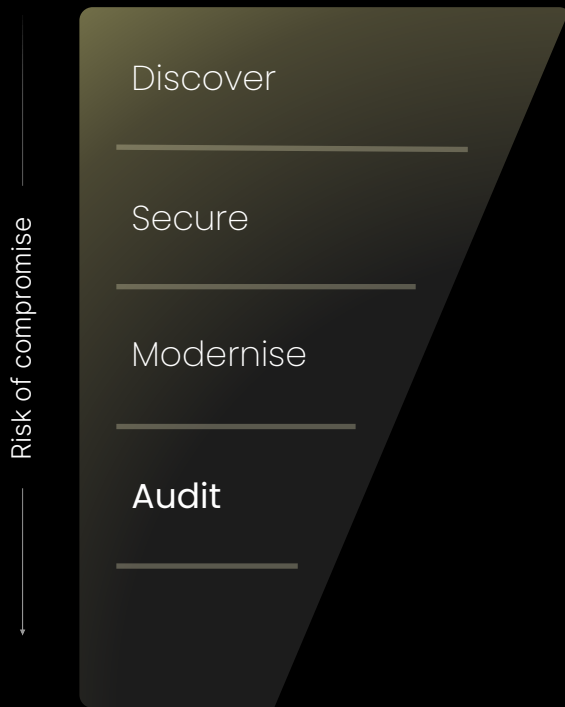 Risk of compromise
Discover
Secure
Modernise
Audit